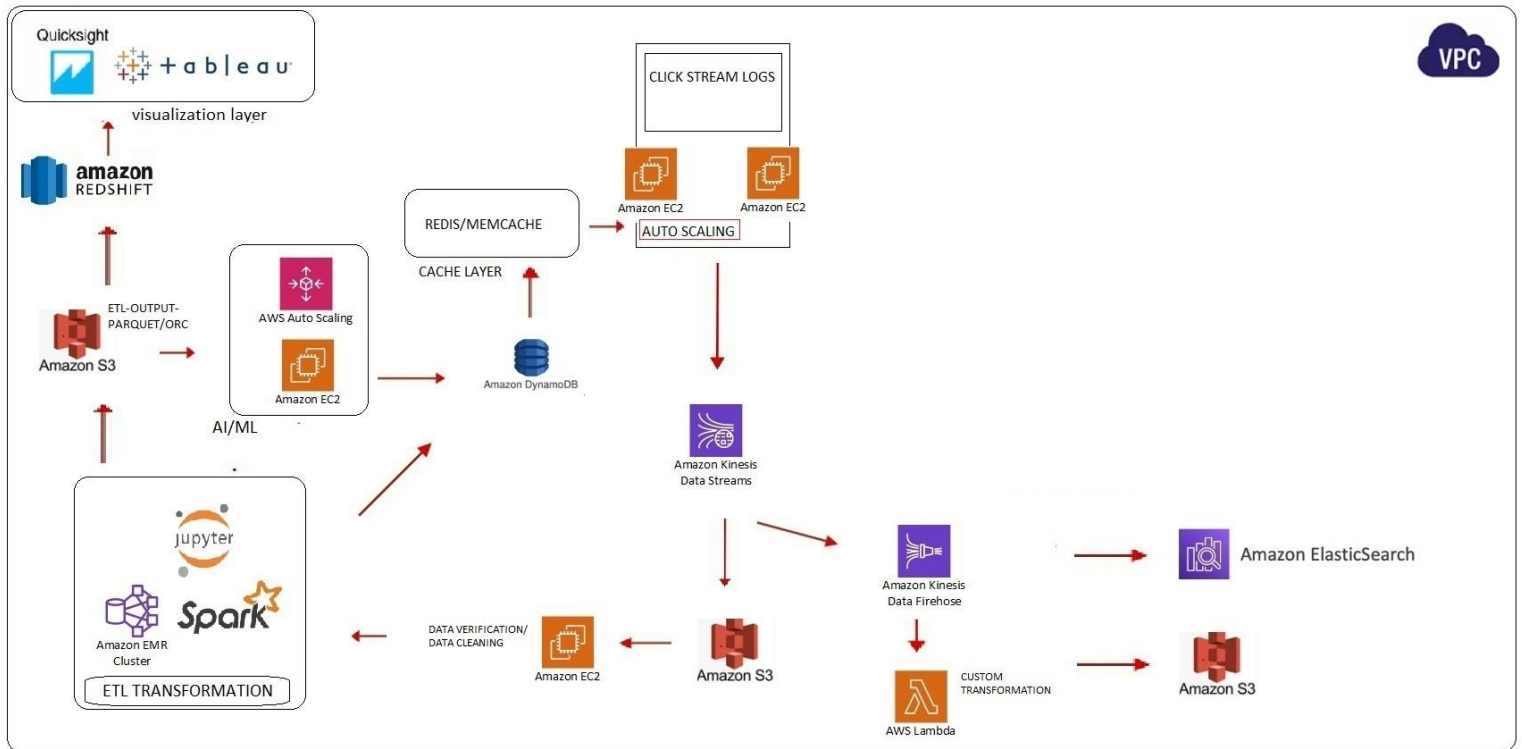 Quicksight
+ableau
visualization layer
amazon
REDSHIFT
ETL-OUTPUT-
PARQUET/ORC
Amazon S3
AWS Auto Scaling
Amazon EC2
AI/ML
jupyter
Spark
Amazon EMR
Cluster
ETL TRANSFORMATION
REDIS/MEMCACHE
CACHE LAYER
Amazon DynamoDB
CLICK STREAM LOGS
Amazon EC2
Amazon EC2
AUTO SCALING
VPC
Amazon Kinesis
Data Streams
DATA VERIFICATION/
DATA CLEANING
Amazon EC2
Amazon S3
Amazon Kinesis
Data Firehose
AWS Lambda
CUSTOM
TRANSFORMATION
Amazon ElasticSearch
Amazon S3